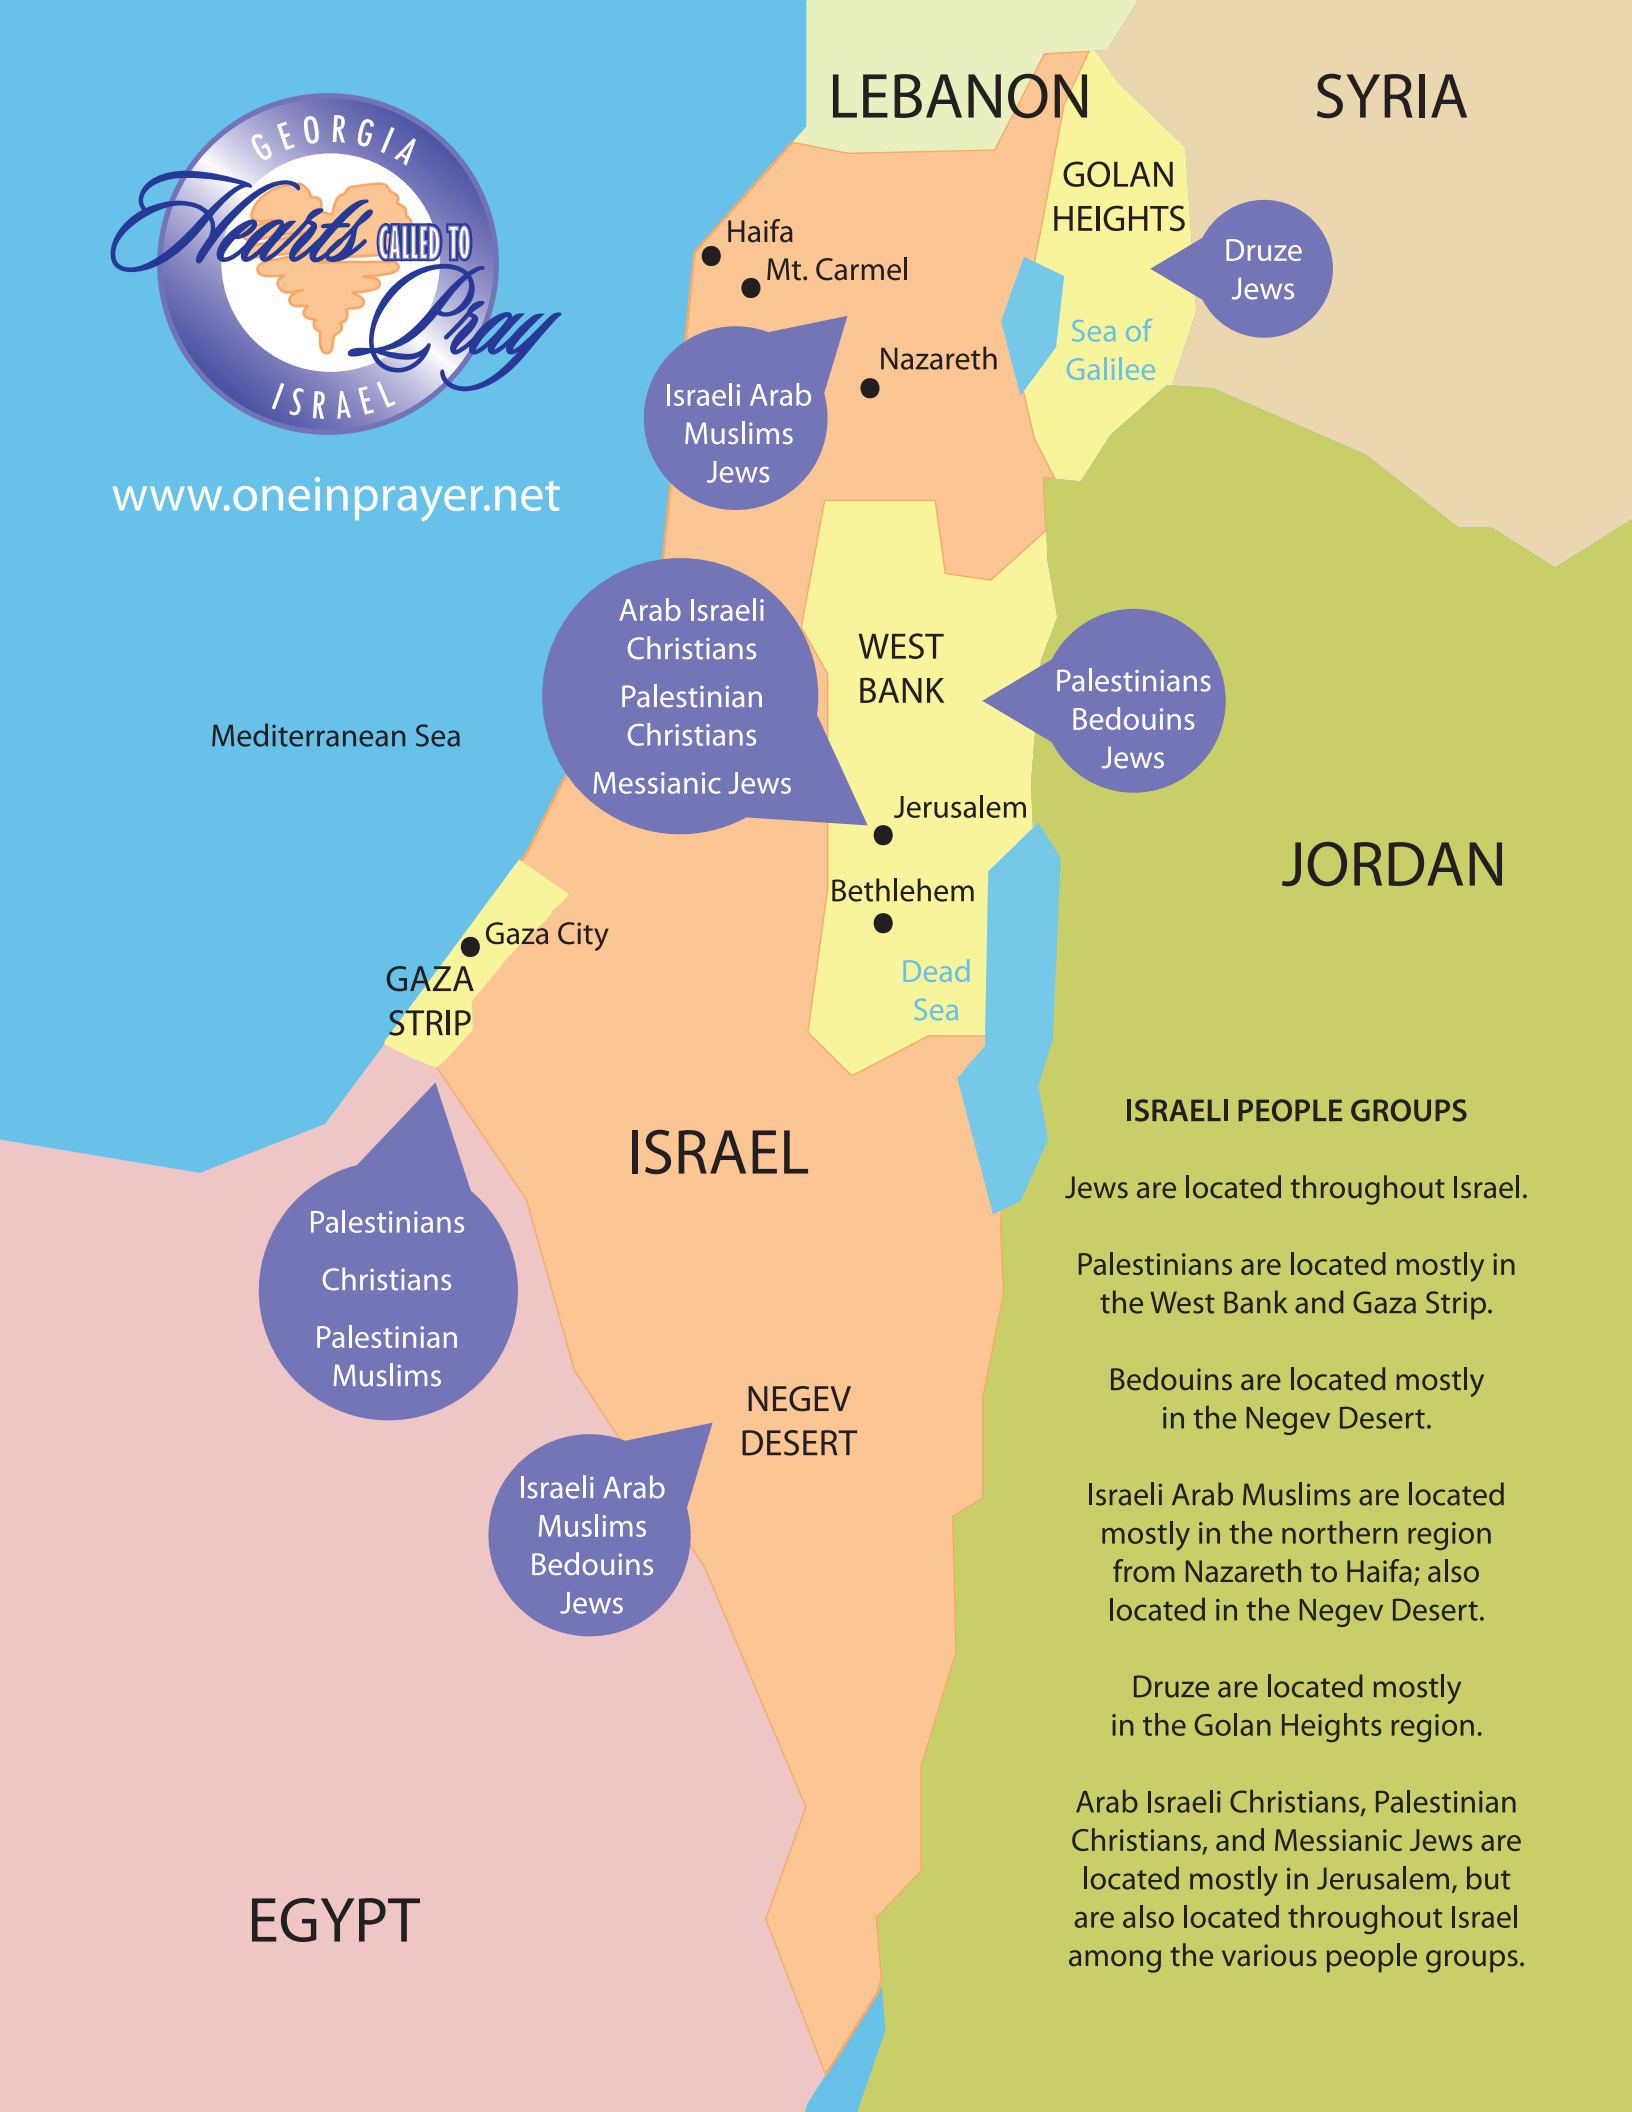 GEORGIA
Hearts CALLED TO
Pray
ISRAEL
www.oneinprayer.net
LEBANON
SYRIA
GOLAN
HEIGHTS
Haifa
Mt. Carmel
Druze
Jews
Sea of
Galilee
Nazareth
Israeli Arab
Muslims
Jews
Arab Israeli
Christians
Palestinian
Christians
Messianic Jews
WEST
BANK
Palestinians
Bedouins
Jews
Mediterranean Sea
Jerusalem
JORDAN
Bethlehem
Gaza City
GAZA
STRIP
Dead
Sea
ISRAEL
Palestinians
Christians
Palestinian
Muslims
NEGEV
DESERT
Israeli Arab
Muslims
Bedouins
Jews
EGYPT
ISRAELI PEOPLE GROUPS
Jews are located throughout Israel.
Palestinians are located mostly in
the West Bank and Gaza Strip.
Bedouins are located mostly
in the Negev Desert.
Israeli Arab Muslims are located
mostly in the northern region
from Nazareth to Haifa; also
located in the Negev Desert.
Druze are located mostly
in the Golan Heights region.
Arab Israeli Christians, Palestinian
Christians, and Messianic Jews are
located mostly in Jerusalem, but
are also located throughout Israel
among the various people groups.